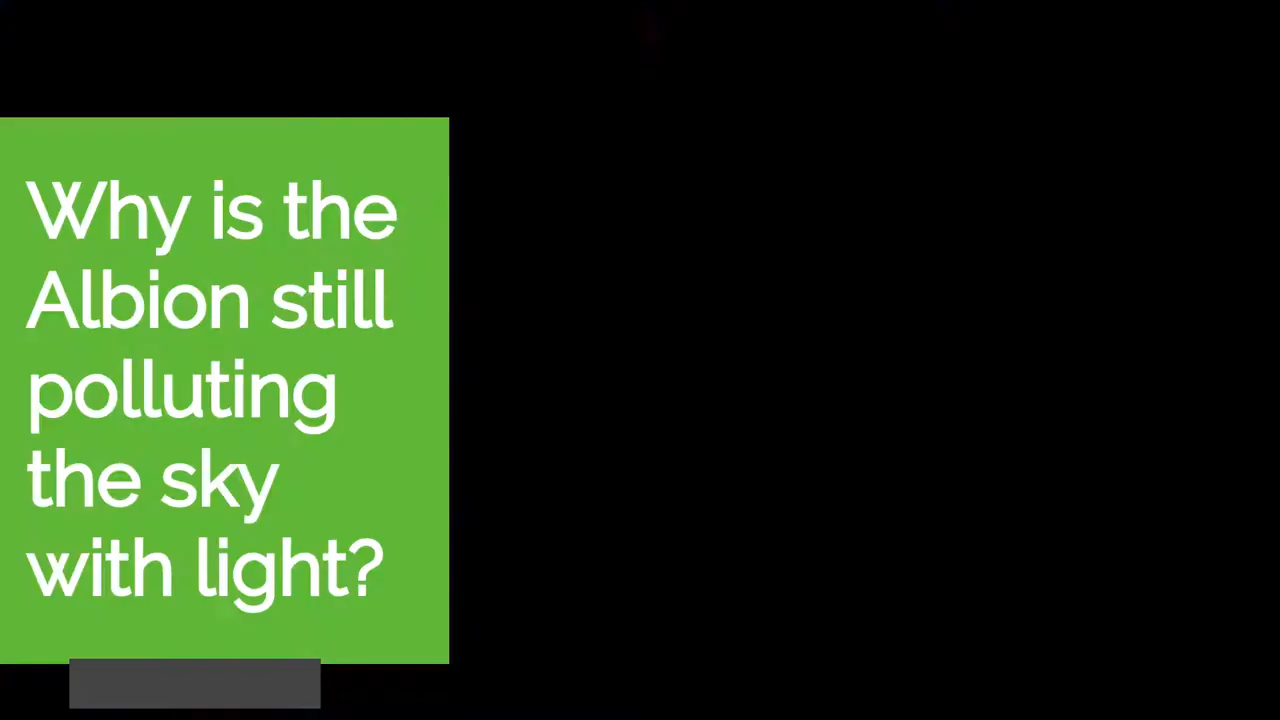 Why is the
Albion still
polluting
the sky
with light?